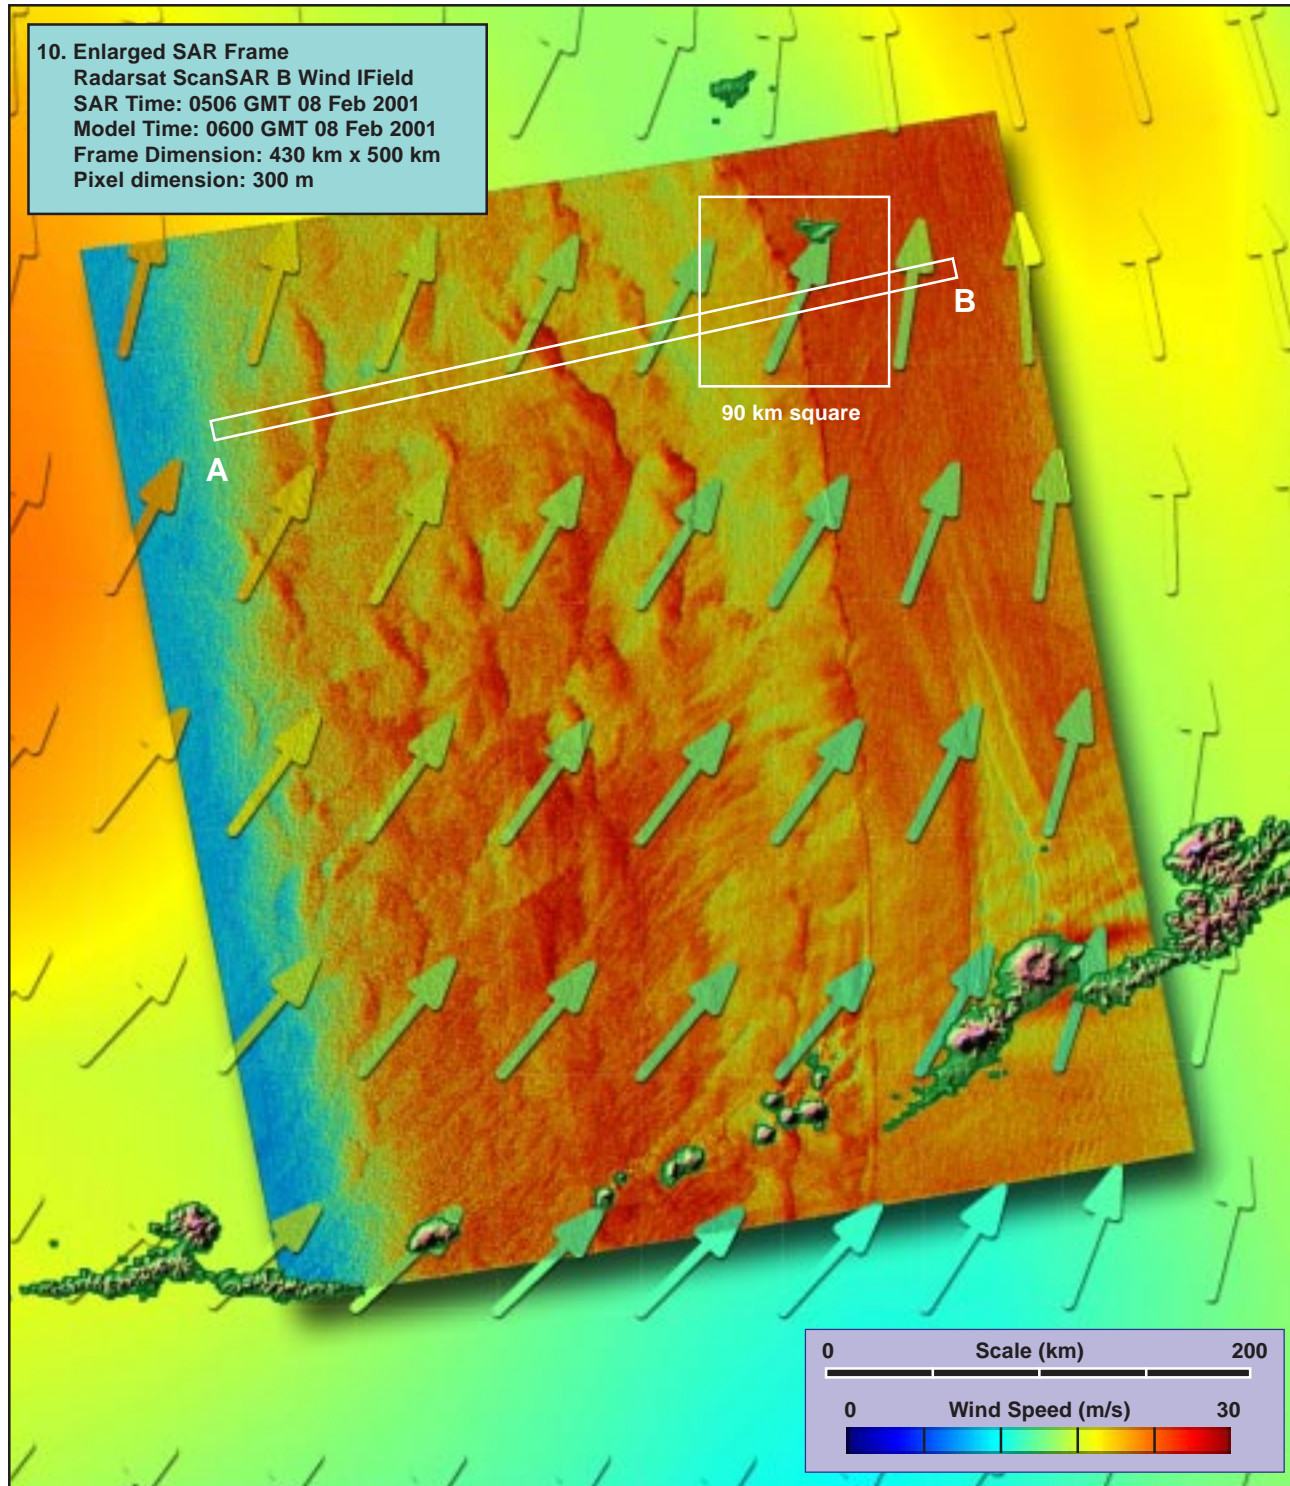 10. Enlarged SAR Frame
Radarsat ScanSAR B Wind IField
SAR Time: 0506 GMT 08 Feb 2001
Model Time: 0600 GMT 08 Feb 2001
Frame Dimension: 430 km x 500 km
Pixel dimension: 300 m
B
90 km square
A
0 Scale (km) 200
0 Wind Speed (m/s) 30